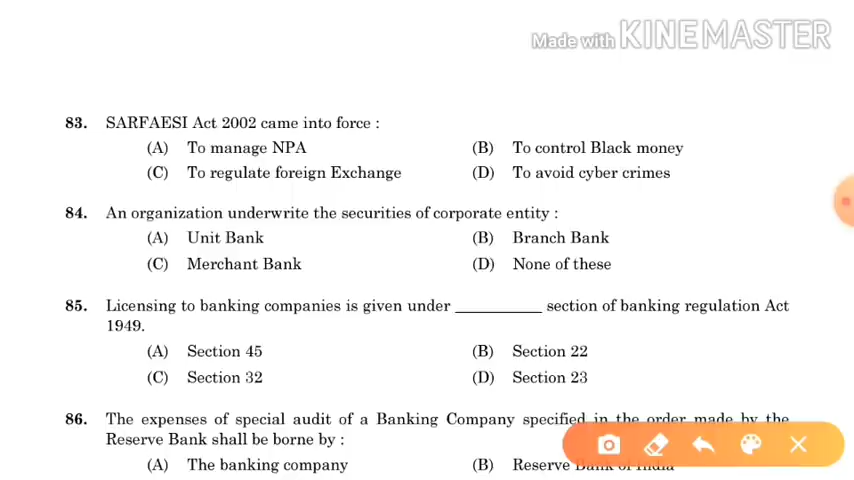 Made with KINEMASTER
83. SARFAESI Act 2002 came into force :
(A) To manage NPA (B) To control Black money
(C) To regulate foreign Exchange (D) To avoid cyber crimes
84. An organization underwrite the securities of corporate entity :
(A) Unit Bank (B) Branch Bank
(C) Merchant Bank (D) None of these
85. Licensing to banking companies is given under __________ section of banking regulation Act
1949.
(A) Section 45 (B) Section 22
(C) Section 32 (D) Section 23
86. The expenses of special audit of a Banking Company specified in the order made by the
Reserve Bank shall be borne by :
(A) The banking company (B) Reserve Bank of India